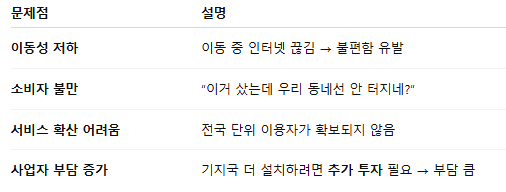 문제점 설명
이동성 저하 이동 중 인터넷 끊김 → 불편함 유발
소비자 불만 "이거 샀는데 우리 동네선 안 터지네?"
서비스 확산 어려움 전국 단위 이용자가 확보되지 않음
사업자 부담 증가 기지국 더 설치하려면 추가 투자 필요 → 부담 큼